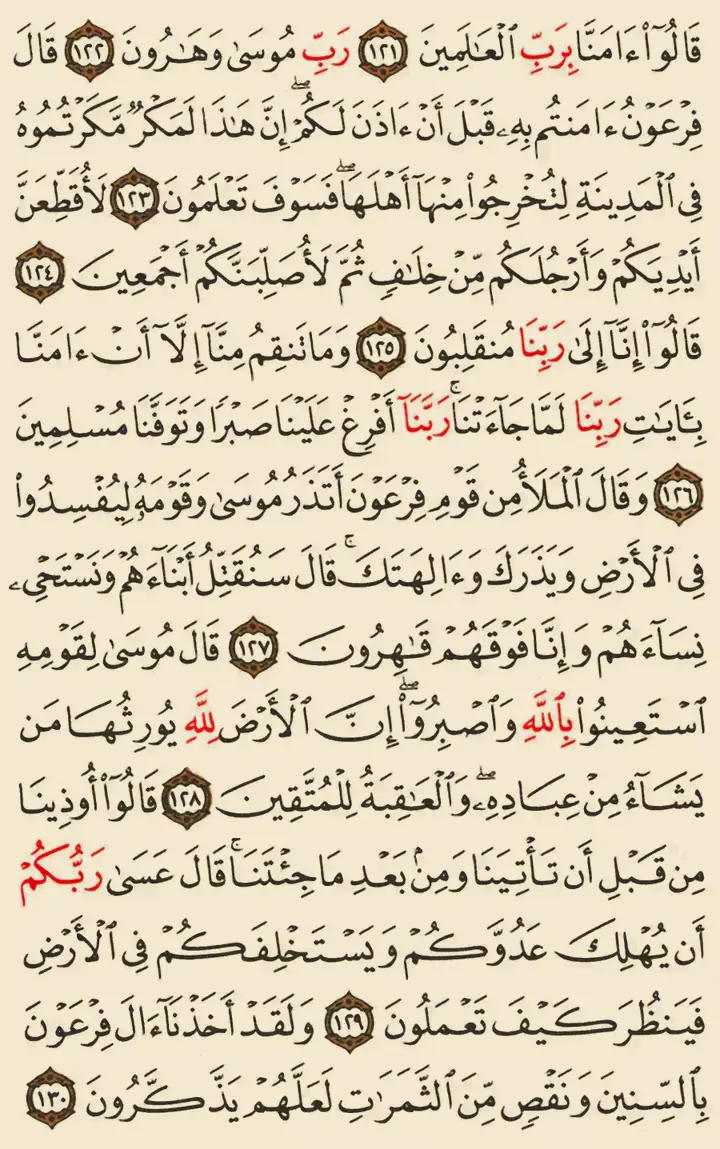 قَالُوٓا۟ ءَامَنَّا بِرَبِّ ٱلْعَٰلَمِينَ ١٢١ رَبِّ مُوسَىٰ وَهَٰرُونَ ١٢٢ قَالَ
فِرْعَوْنُ ءَامَنتُم بِهِۦ قَبْلَ أَنْ ءَاذَنَ لَكُمْ ۖ إِنَّ هَٰذَا لَمَكْرٌ مَّكَرْتُمُوهُ
فِى ٱلْمَدِينَةِ لِتُخْرِجُوا۟ مِنْهَآ أَهْلَهَا ۖ فَسَوْفَ تَعْلَمُونَ ١٢٣ لَأُقَطِّعَنَّ
أَيْدِيَكُمْ وَأَرْجُلَكُم مِّنْ خِلَٰفٍ ثُمَّ لَأُصَلِّبَنَّكُمْ أَجْمَعِينَ ١٢٤
قَالُوٓا۟ إِنَّآ إِلَىٰ رَبِّنَا مُنقَلِبُونَ ١٢٥ وَمَا تَنقِمُ مِنَّآ إِلَّآ أَنْ ءَامَنَّا
بِـَٔايَٰتِ رَبِّنَا لَمَّا جَآءَتْنَا ۚ رَبَّنَآ أَفْرِغْ عَلَيْنَا صَبْرًا وَتَوَفَّنَا مُسْلِمِينَ
١٢٦ وَقَالَ ٱلْمَلَأُ مِن قَوْمِ فِرْعَوْنَ أَتَذَرُ مُوسَىٰ وَقَوْمَهُۥ لِيُفْسِدُوا۟
فِى ٱلْأَرْضِ وَيَذَرَكَ وَءَالِهَتَكَ ۚ قَالَ سَنُقَتِّلُ أَبْنَآءَهُمْ وَنَسْتَحْىِۦ
نِسَآءَهُمْ وَإِنَّا فَوْقَهُمْ قَٰهِرُونَ ١٢٧ قَالَ مُوسَىٰ لِقَوْمِهِ
ٱسْتَعِينُوا۟ بِٱللَّهِ وَٱصْبِرُوٓا۟ ۖ إِنَّ ٱلْأَرْضَ لِلَّهِ يُورِثُهَا مَن
يَشَآءُ مِنْ عِبَادِهِۦ ۖ وَٱلْعَٰقِبَةُ لِلْمُتَّقِينَ ١٢٨ قَالُوٓا۟ أُوذِينَا
مِن قَبْلِ أَن تَأْتِيَنَا وَمِنۢ بَعْدِ مَا جِئْتَنَا ۚ قَالَ عَسَىٰ رَبُّكُمْ
أَن يُهْلِكَ عَدُوَّكُمْ وَيَسْتَخْلِفَكُمْ فِى ٱلْأَرْضِ
فَيَنظُرَ كَيْفَ تَعْمَلُونَ ١٢٩ وَلَقَدْ أَخَذْنَآ ءَالَ فِرْعَوْنَ
بِٱلسِّنِينَ وَنَقْصٍ مِّنَ ٱلثَّمَرَٰتِ لَعَلَّهُمْ يَذَّكَّرُونَ ١٣٠